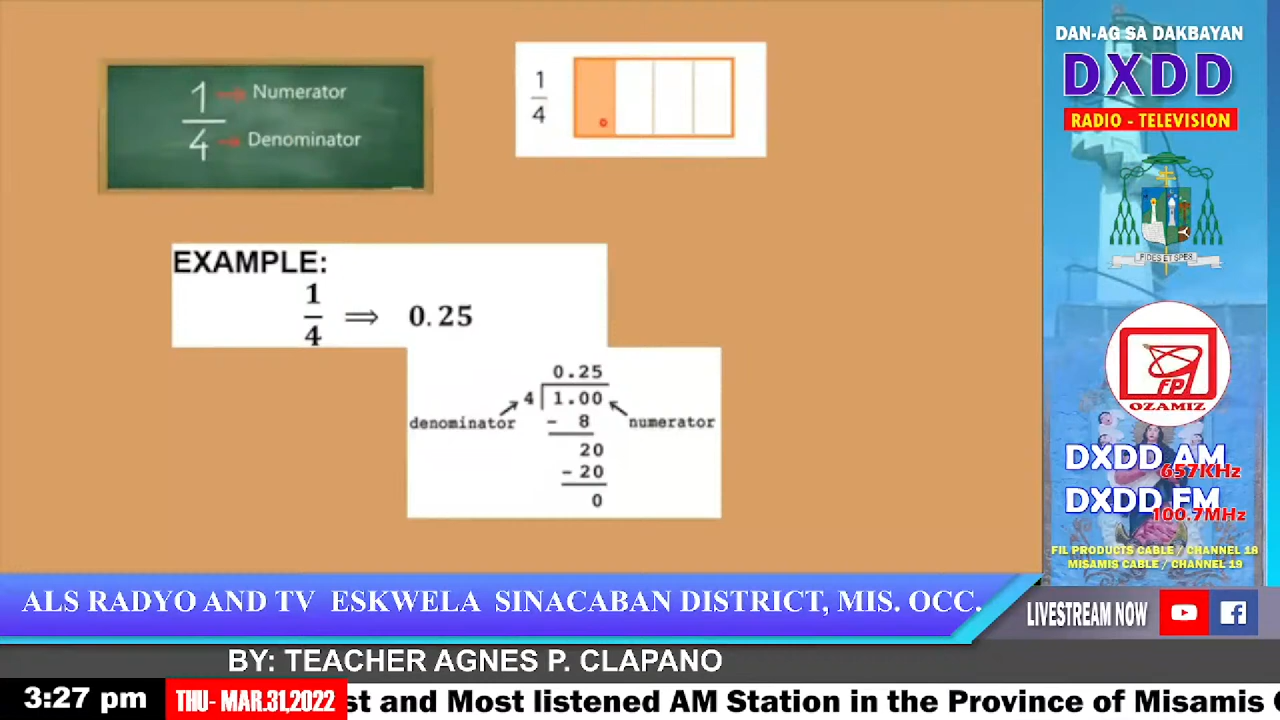 1 Numerator
4 Denominator
1
4
EXAMPLE:
1
4 ⟹ 0.25
0.25
4 1.00
denominator - 8 numerator
20
- 20
0
DAN-AG SA DAKBAYAN
DXDD
RADIO - TELEVISION
FIDES ET SPES
FP
OZAMIZ
DXDD AM
657KHz
DXDD FM
100.7MHz
FIL PRODUCTS CABLE / CHANNEL 18
MISAMIS CABLE / CHANNEL 19
ALS RADYO AND TV ESKWELA SINACABAN DISTRICT, MIS. OCC.
LIVESTREAM NOW
BY: TEACHER AGNES P. CLAPANO
3:27 pm THU- MAR.31,2022 st and Most listened AM Station in the Province of Misamis